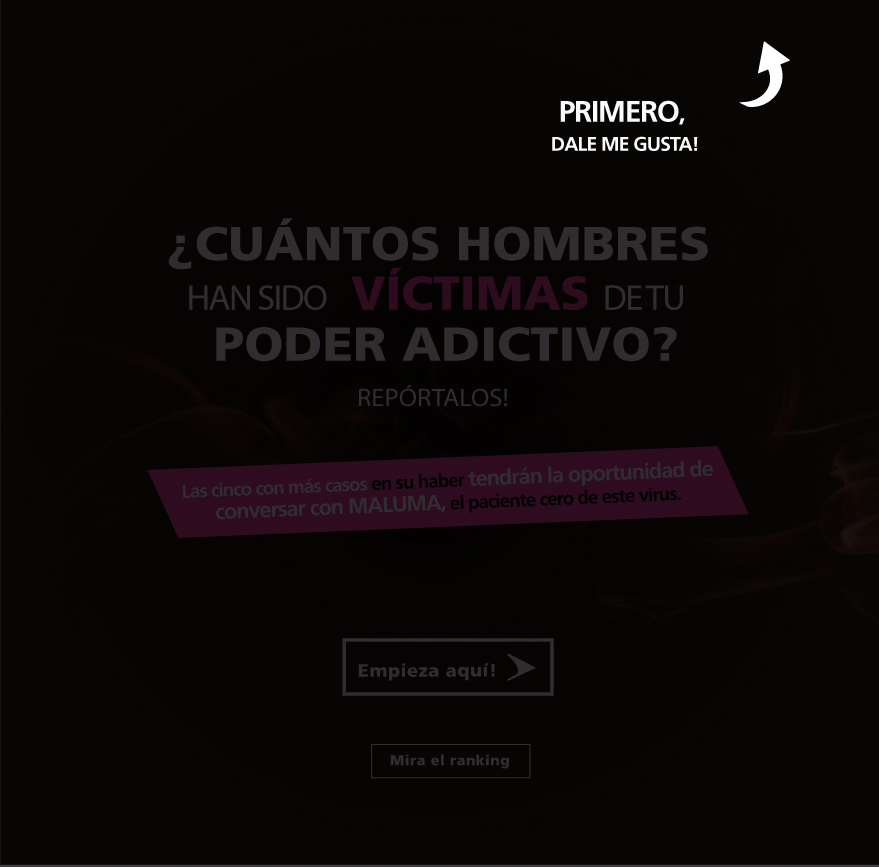 PRIMERO,
DALE ME GUSTA!
¿CUÁNTOS HOMBRES
HAN SIDO VÍCTIMAS DE TU
PODER ADICTIVO?
REPÓRTALOS!
Las cinco con más casos en su haber tendrán la oportunidad de
conversar con MALUMA, el paciente cero de este virus.
Empieza aquí!
Mira el ranking